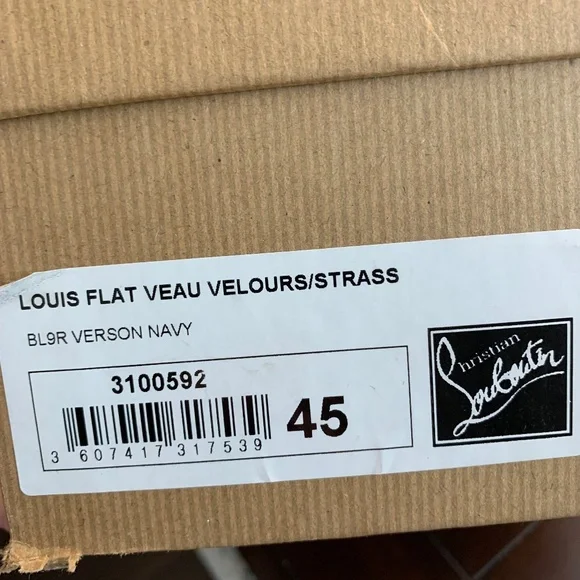 LOUIS FLAT VEAU VELOURS/STRASS
BL9R VERSON NAVY
3100592
3 607417 317539
45
Christian
Louboutin